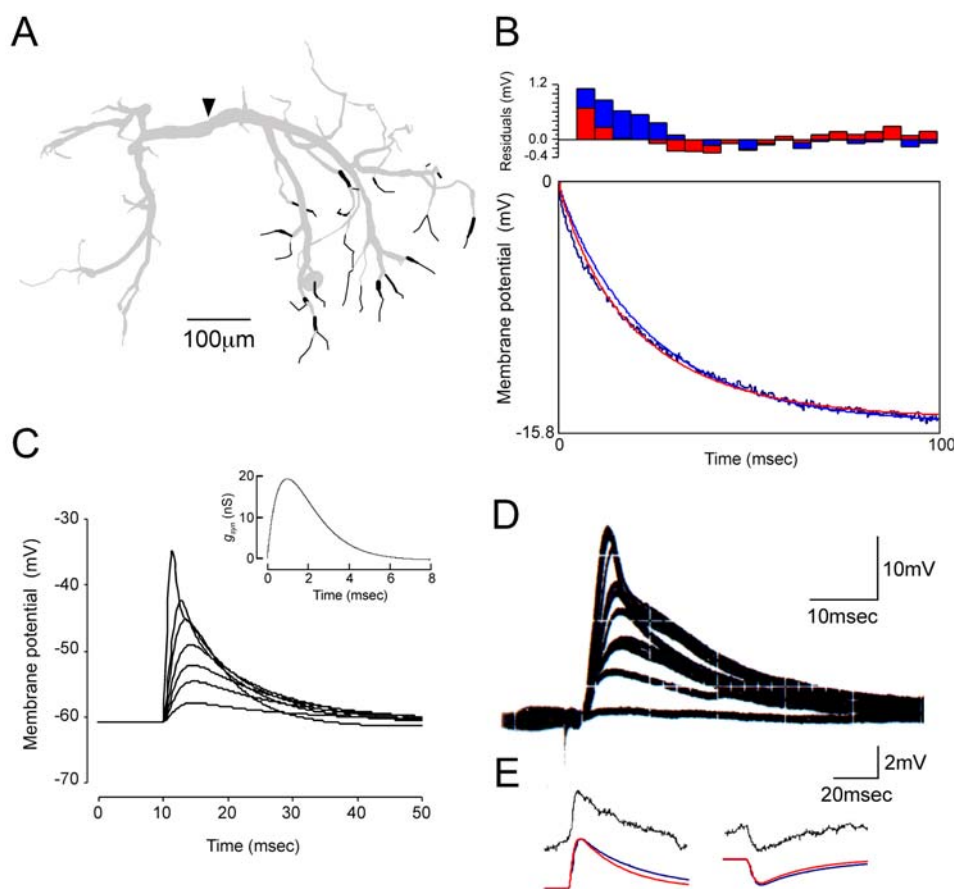 A
100μm
B
Residuals (mV)
1.2
0.0
-0.4
Membrane potential (mV)
0
-15.8
0
100
Time (msec)
C
Membrane potential (mV)
-30
-40
-50
-60
-70
0
10
20
30
40
50
Time (msec)
gsyn (nS)
20
10
0
0
2
4
6
8
Time (msec)
D
10mV
10msec
E
2mV
20msec